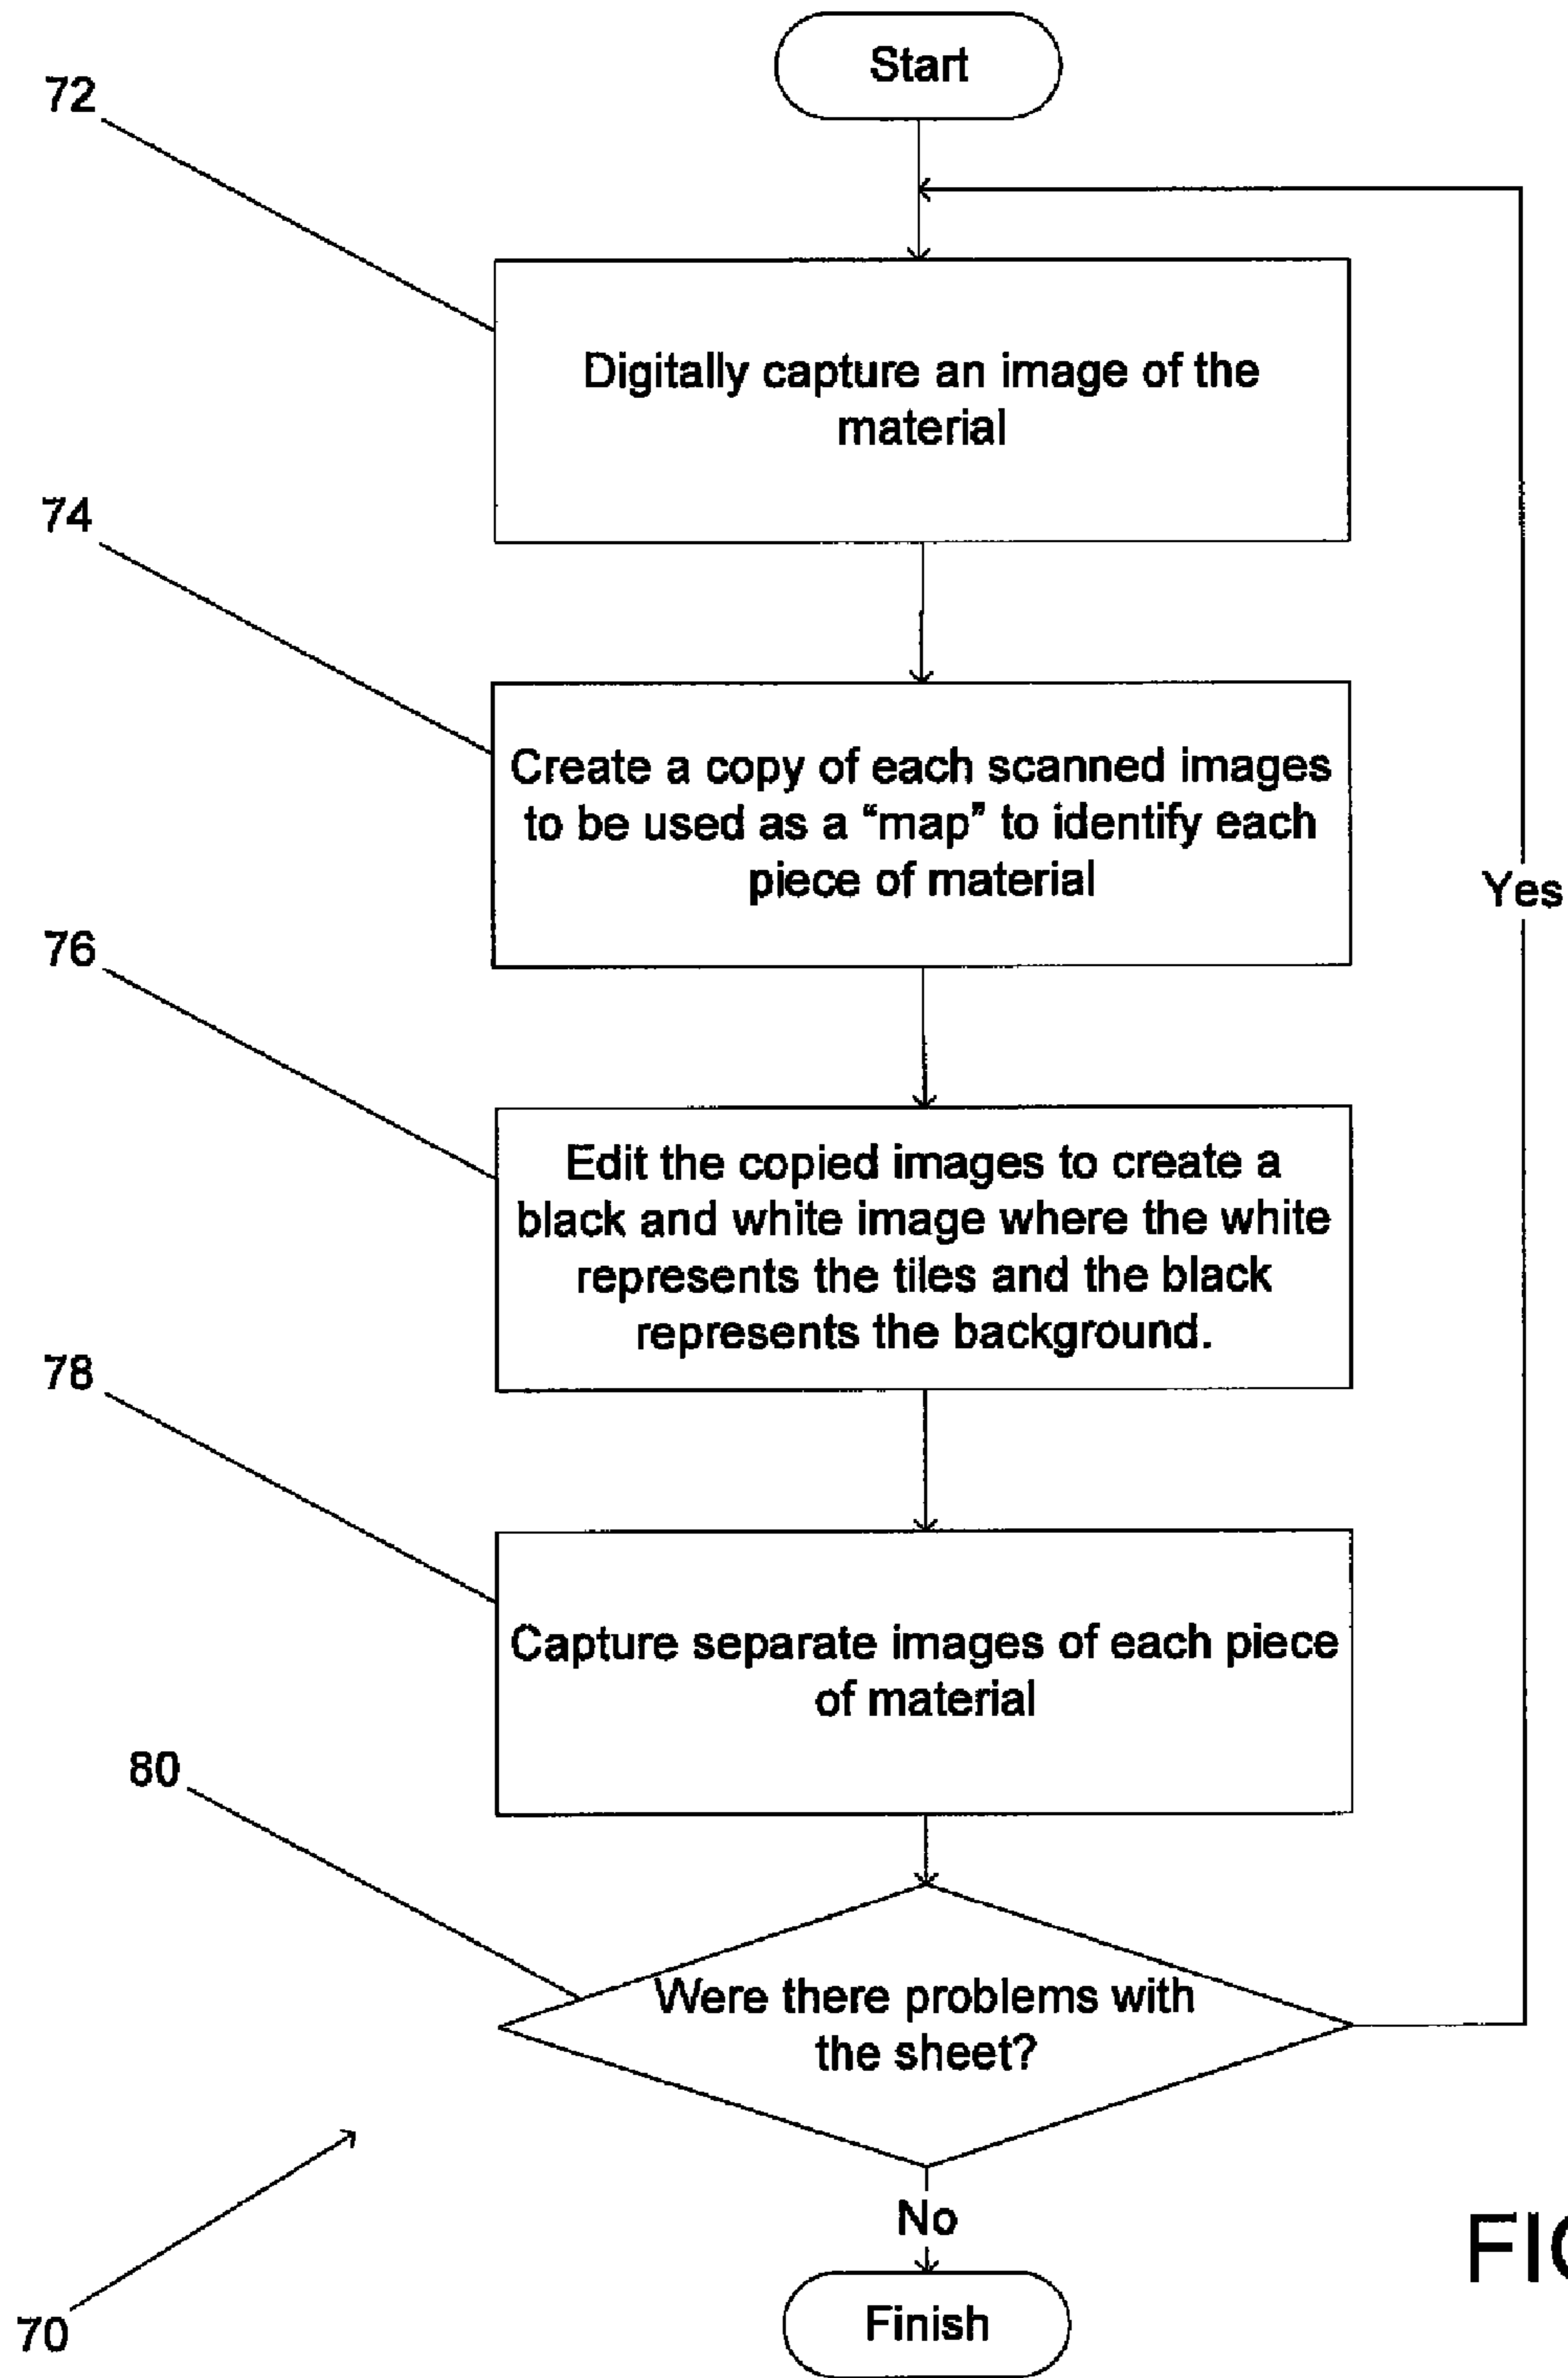 Start
72
Digitally capture an image of the
material
74
Create a copy of each scanned images
to be used as a “map” to identify each
piece of material
Yes
76
Edit the copied images to create a
black and white image where the white
represents the tiles and the black
represents the background.
78
Capture separate images of each piece
of material
80
Were there problems with
the sheet?
No
Finish
70